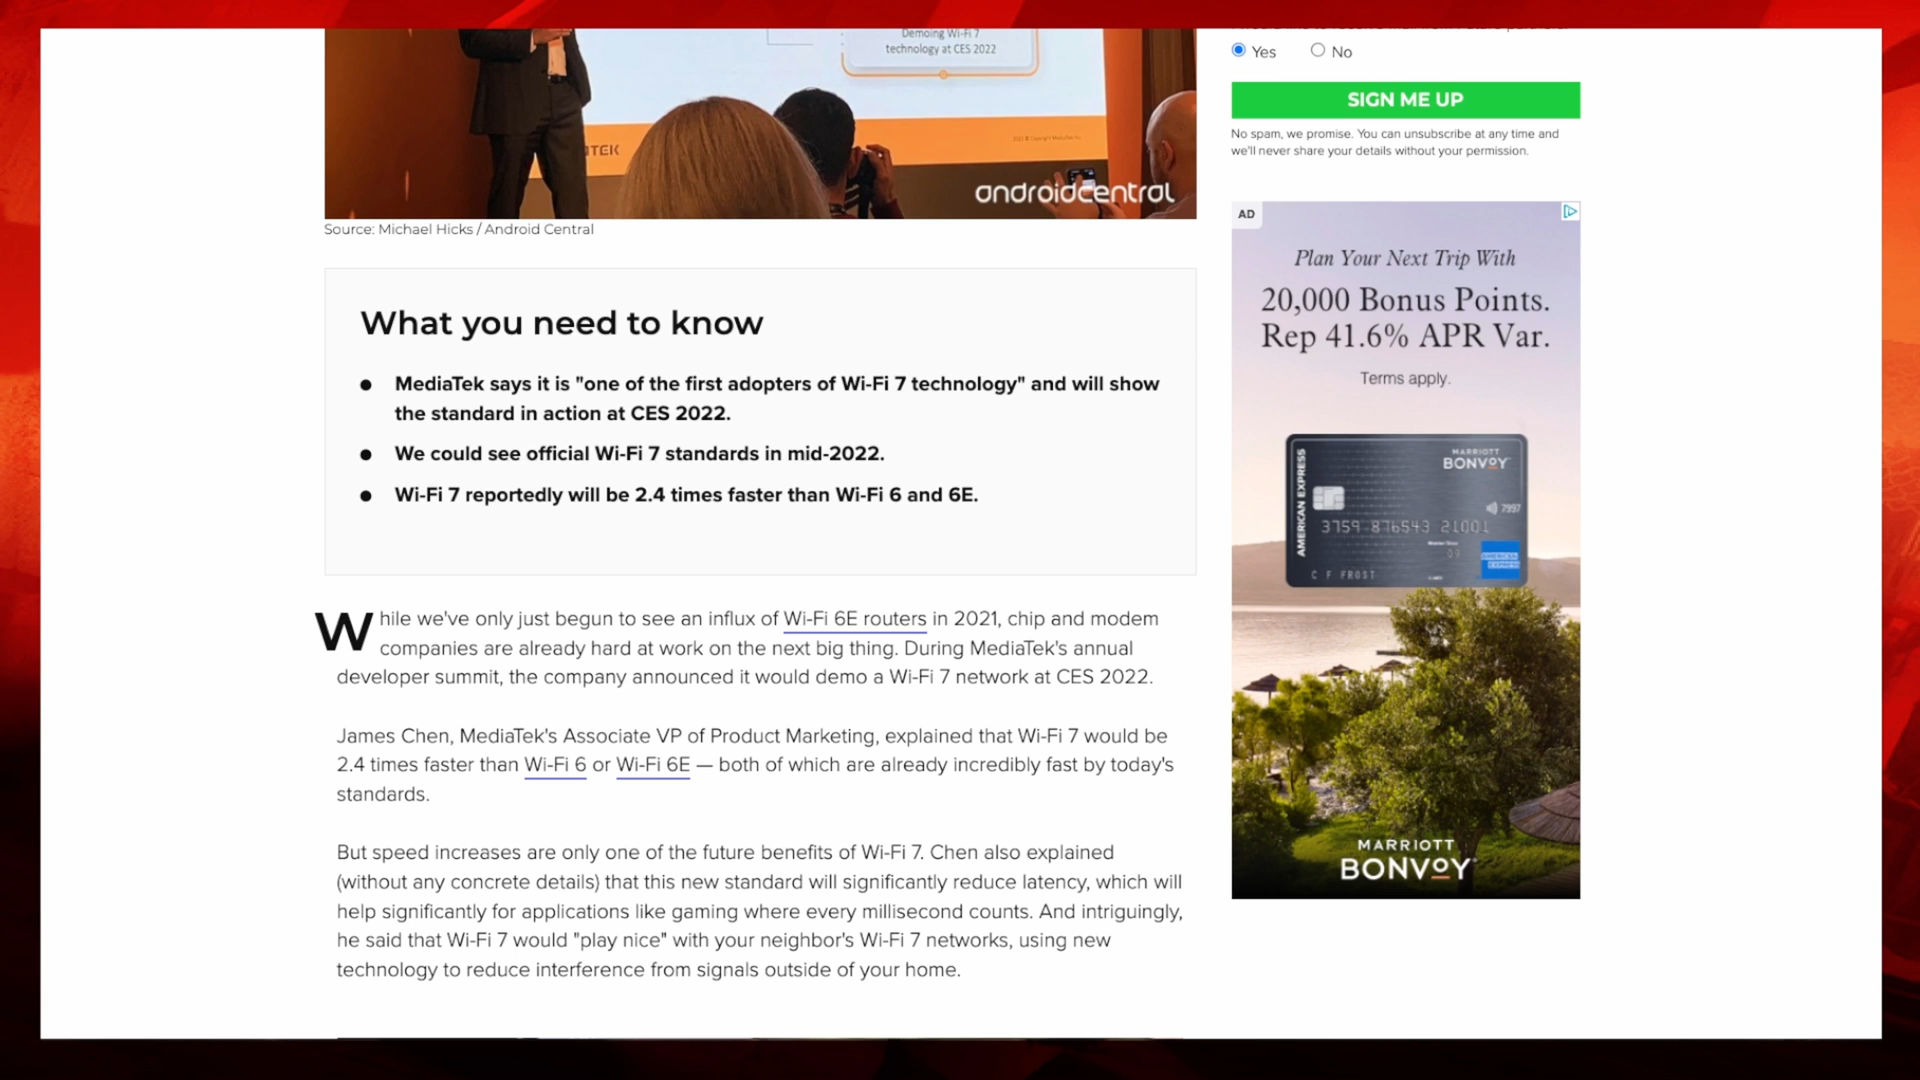 Demoing Wi-Fi 7
technology at CES 2022
TEK
androidcentral
Source: Michael Hicks / Android Central
What you need to know
MediaTek says it is "one of the first adopters of Wi-Fi 7 technology" and will show
the standard in action at CES 2022.
We could see official Wi-Fi 7 standards in mid-2022.
Wi-Fi 7 reportedly will be 2.4 times faster than Wi-Fi 6 and 6E.
While we've only just begun to see an influx of Wi-Fi 6E routers in 2021, chip and modem
companies are already hard at work on the next big thing. During MediaTek's annual
developer summit, the company announced it would demo a Wi-Fi 7 network at CES 2022.
James Chen, MediaTek's Associate VP of Product Marketing, explained that Wi-Fi 7 would be
2.4 times faster than Wi-Fi 6 or Wi-Fi 6E — both of which are already incredibly fast by today's
standards.
But speed increases are only one of the future benefits of Wi-Fi 7. Chen also explained
(without any concrete details) that this new standard will significantly reduce latency, which will
help significantly for applications like gaming where every millisecond counts. And intriguingly,
he said that Wi-Fi 7 would "play nice" with your neighbor's Wi-Fi 7 networks, using new
technology to reduce interference from signals outside of your home.
Yes No
SIGN ME UP
No spam, we promise. You can unsubscribe at any time and
we'll never share your details without your permission.
AD
Plan Your Next Trip With
20,000 Bonus Points.
Rep 41.6% APR Var.
Terms apply.
AMERICAN EXPRESS
MARRIOTT
BONVOY
7997
3759 876543 21001
AMERICAN
EXPRESS
C F FROST
MARRIOTT
BONVOY